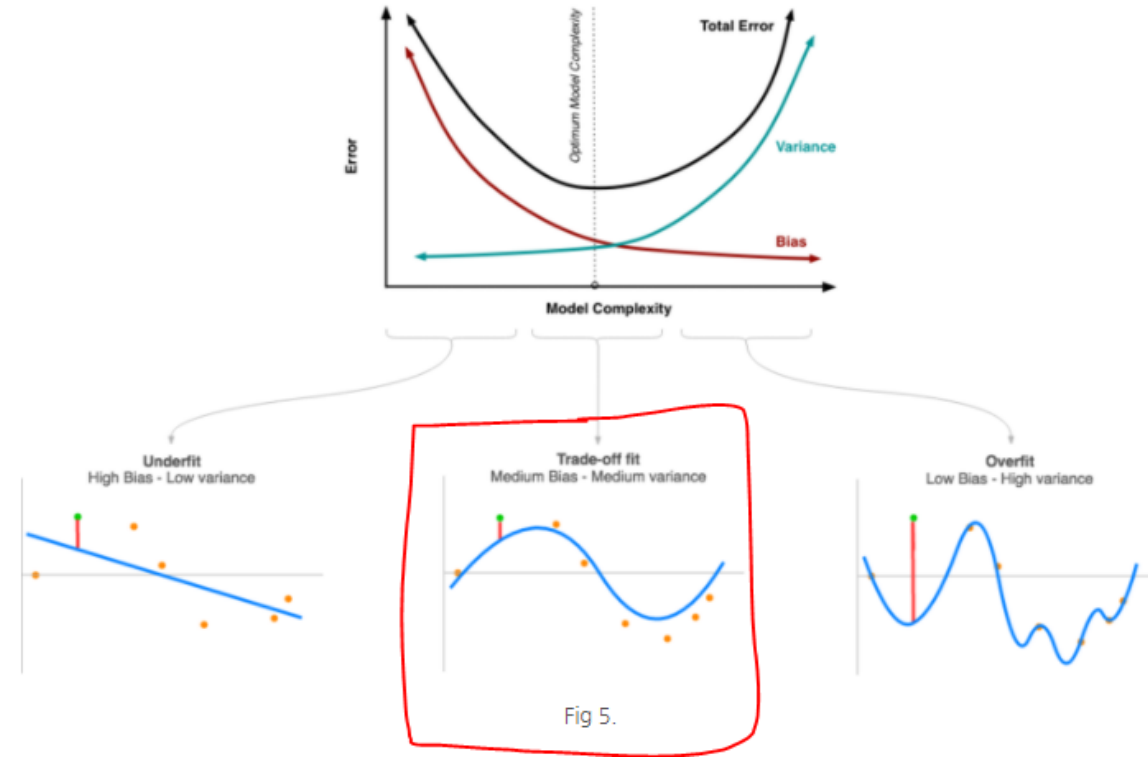 Total Error
Optimum Model Complexity
Error
Variance
Bias
Model Complexity
Underfit
High Bias - Low variance
Trade-off fit
Medium Bias - Medium variance
Overfit
Low Bias - High variance
Fig 5.